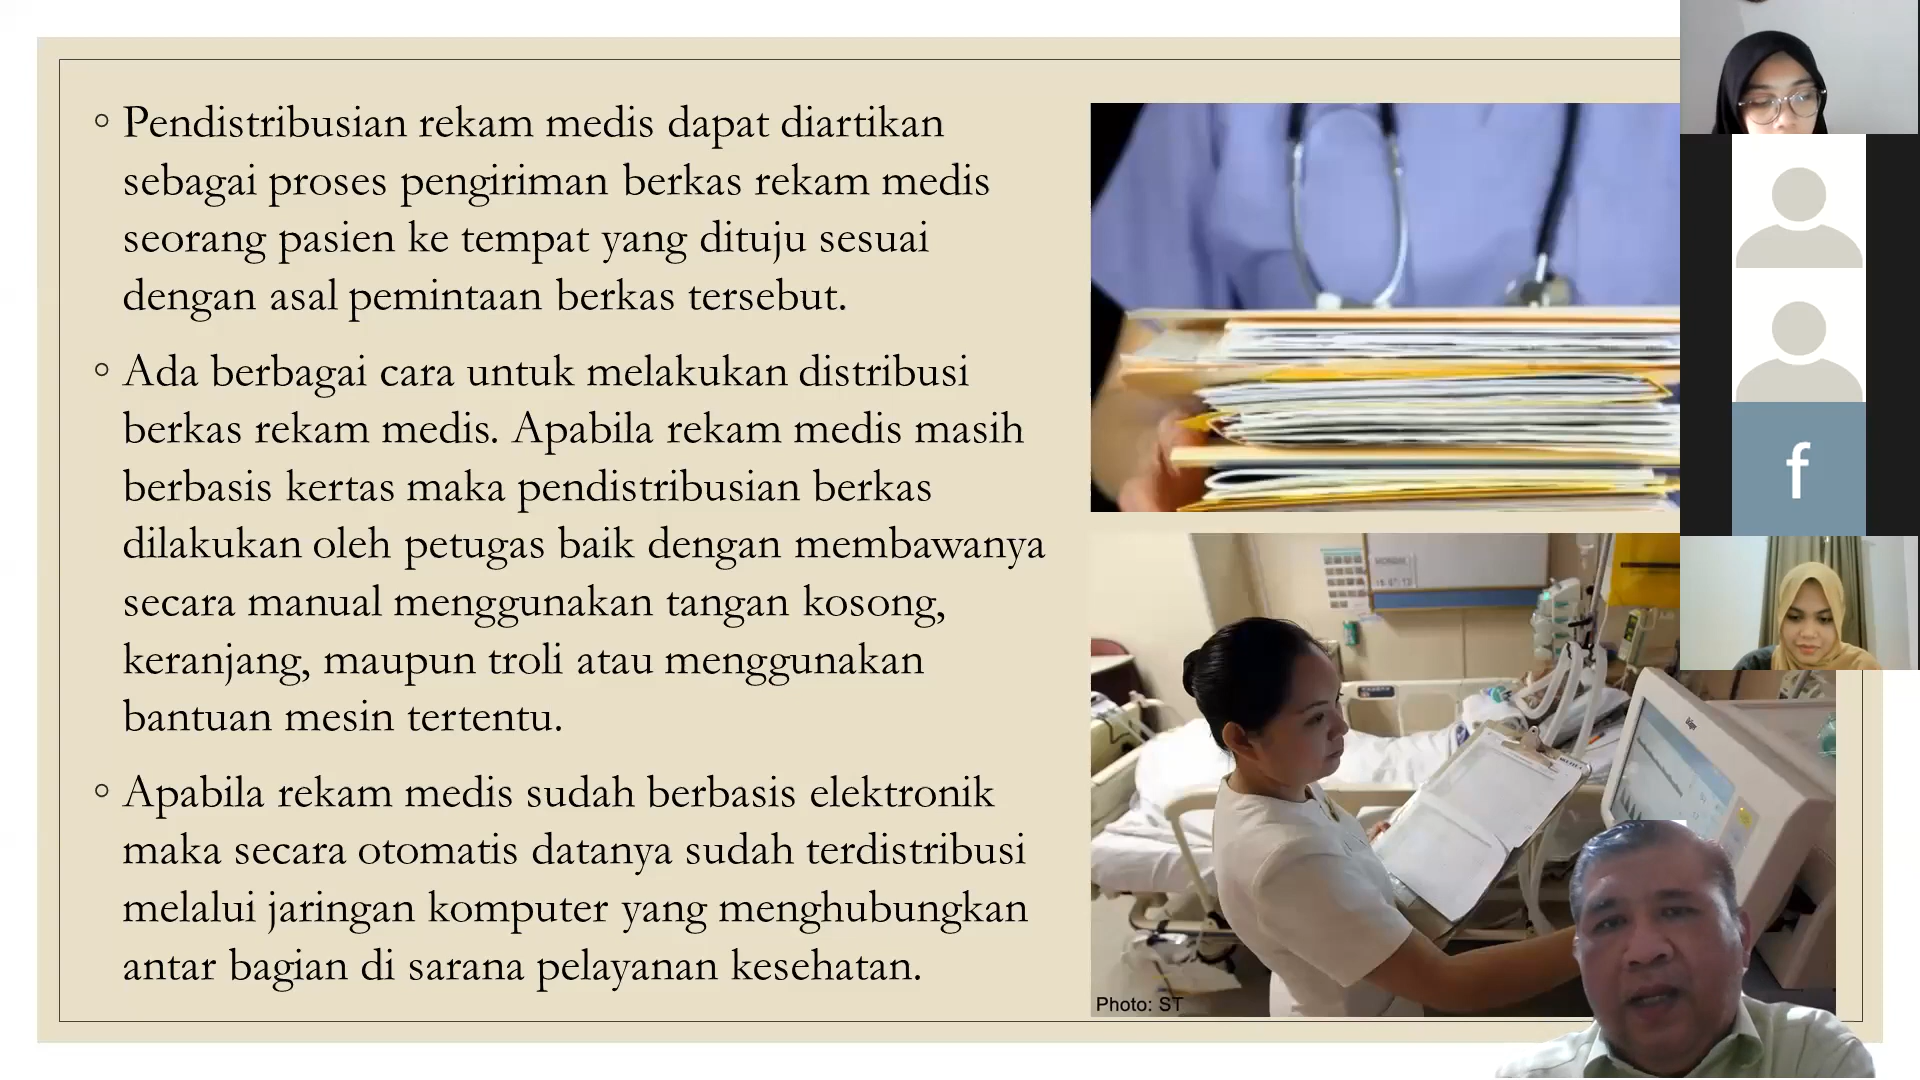 ◦ Pendistribusian rekam medis dapat diartikan
sebagai proses pengiriman berkas rekam medis
seorang pasien ke tempat yang dituju sesuai
dengan asal pemintaan berkas tersebut.
◦ Ada berbagai cara untuk melakukan distribusi
berkas rekam medis. Apabila rekam medis masih
berbasis kertas maka pendistribusian berkas
dilakukan oleh petugas baik dengan membawanya
secara manual menggunakan tangan kosong,
keranjang, maupun troli atau menggunakan
bantuan mesin tertentu.
◦ Apabila rekam medis sudah berbasis elektronik
maka secara otomatis datanya sudah terdistribusi
melalui jaringan komputer yang menghubungkan
antar bagian di sarana pelayanan kesehatan.
MONDAY
Dräger
Photo: ST
f